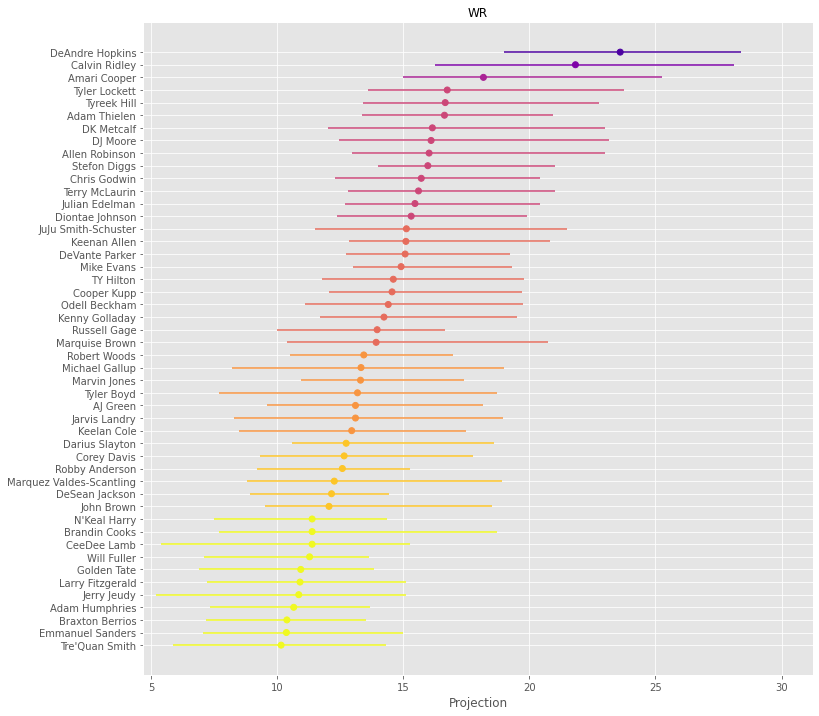 WR
DeAndre Hopkins
Calvin Ridley
Amari Cooper
Tyler Lockett
Tyreek Hill
Adam Thielen
DK Metcalf
DJ Moore
Allen Robinson
Stefon Diggs
Chris Godwin
Terry McLaurin
Julian Edelman
Diontae Johnson
JuJu Smith-Schuster
Keenan Allen
DeVante Parker
Mike Evans
TY Hilton
Cooper Kupp
Odell Beckham
Kenny Golladay
Russell Gage
Marquise Brown
Robert Woods
Michael Gallup
Marvin Jones
Tyler Boyd
AJ Green
Jarvis Landry
Keelan Cole
Darius Slayton
Corey Davis
Robby Anderson
Marquez Valdes-Scantling
DeSean Jackson
John Brown
N'Keal Harry
Brandin Cooks
CeeDee Lamb
Will Fuller
Golden Tate
Larry Fitzgerald
Jerry Jeudy
Adam Humphries
Braxton Berrios
Emmanuel Sanders
Tre'Quan Smith
5 10 15 20 25 30
Projection